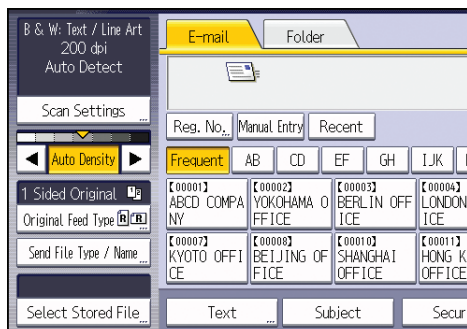 B & W: Text / Line Art
200 dpi
Auto Detect
Scan Settings
Auto Density
1 Sided Original
Original Feed Type
Send File Type / Name
Select Stored File
E-mail
Folder
Reg. No.
Manual Entry
Recent
Frequent
AB
CD
EF
GH
IJK
[00001]
ABCD COMPA
NY
[00002]
YOKOHAMA O
FFICE
[00003]
BERLIN OFF
ICE
[00004]
LONDON
ICE
[00007]
KYOTO OFFI
CE
[00008]
BEIJING OF
FICE
[00010]
SHANGHAI
OFFICE
[00011]
HONG K
OFFICE
Text
Subject
Secur